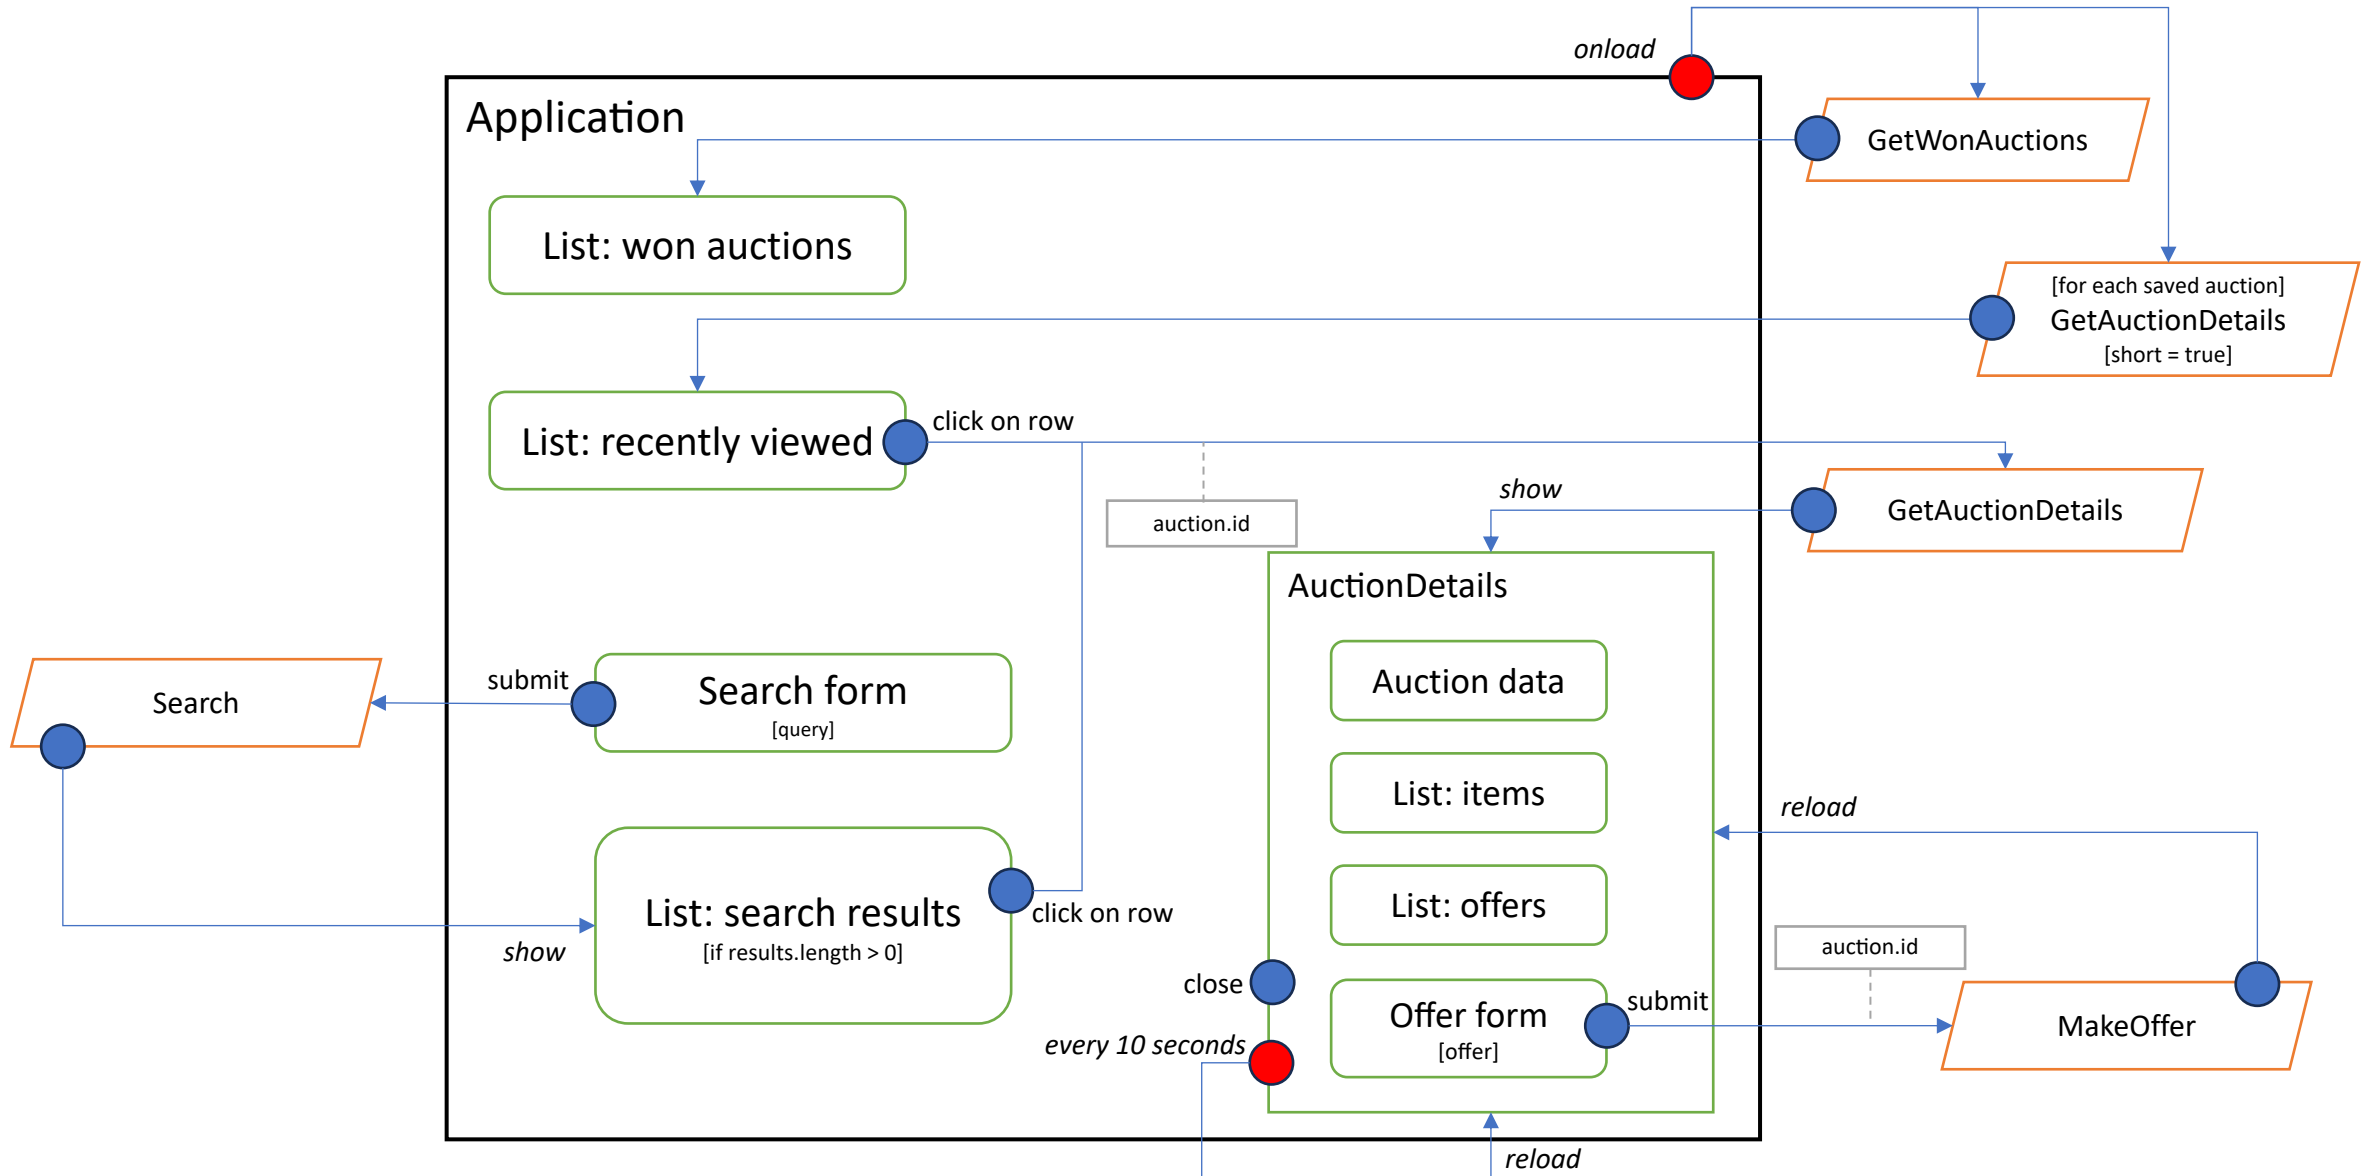 onload
Application
GetWonAuctions
List: won auctions
[for each saved auction]
GetAuctionDetails
[short = true]
click on row
List: recently viewed
show
GetAuctionDetails
auction.id
AuctionDetails
submit
Search form
[query]
Search
Auction data
List: items
reload
List: search results
[if results.length > 0]
click on row
show
List: offers
auction.id
close
Offer form
[offer]
submit
MakeOffer
every 10 seconds
reload